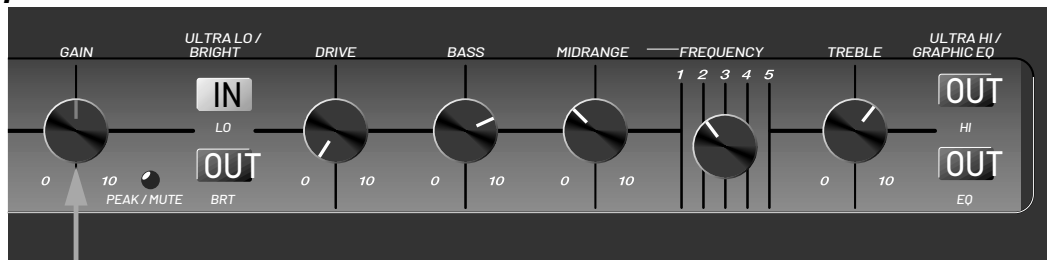 GAIN
ULTRA LO /
BRIGHT
DRIVE
BASS
MIDRANGE
FREQUENCY
TREBLE
ULTRA HI /
GRAPHIC EQ
1 2 3 4 5
IN
OUT
LO
HI
OUT
OUT
0 10
0 10
0 10
0 10
0 10
PEAK / MUTE
BRT
EQ